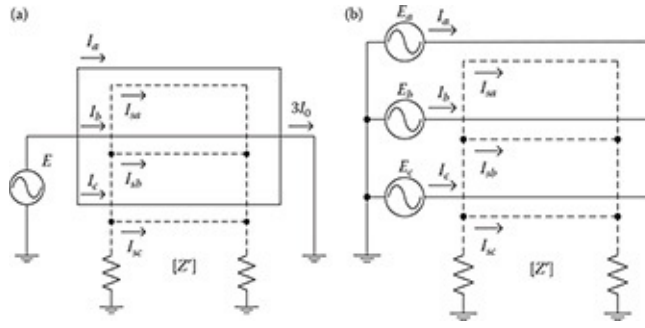 (a)
I_a
I_b
I_sa
3I_0
E
I_sb
I_c
I_sc
[Z']
(b)
E_a
I_a
E_b
I_b
I_sa
E_c
I_c
I_sb
I_sc
[Z']